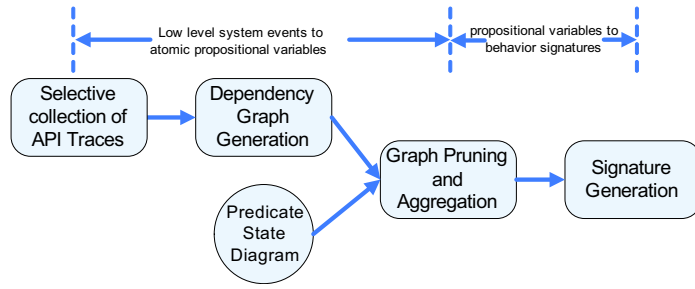 Low level system events to
atomic propositional variables
propositional variables to
behavior signatures
Selective
collection of
API Traces
Dependency
Graph
Generation
Graph Pruning
and
Aggregation
Signature
Generation
Predicate
State
Diagram